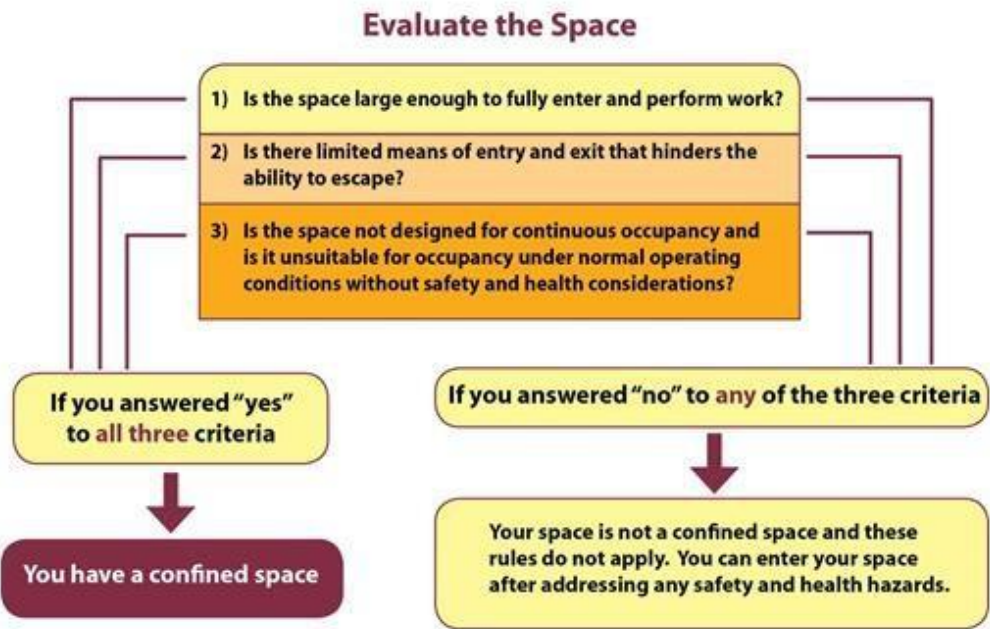 Evaluate the Space
1) Is the space large enough to fully enter and perform work?
2) Is there limited means of entry and exit that hinders the
ability to escape?
3) Is the space not designed for continuous occupancy and
is it unsuitable for occupancy under normal operating
conditions without safety and health considerations?
If you answered “yes”
to all three criteria
You have a confined space
If you answered “no” to any of the three criteria
Your space is not a confined space and these
rules do not apply. You can enter your space
after addressing any safety and health hazards.